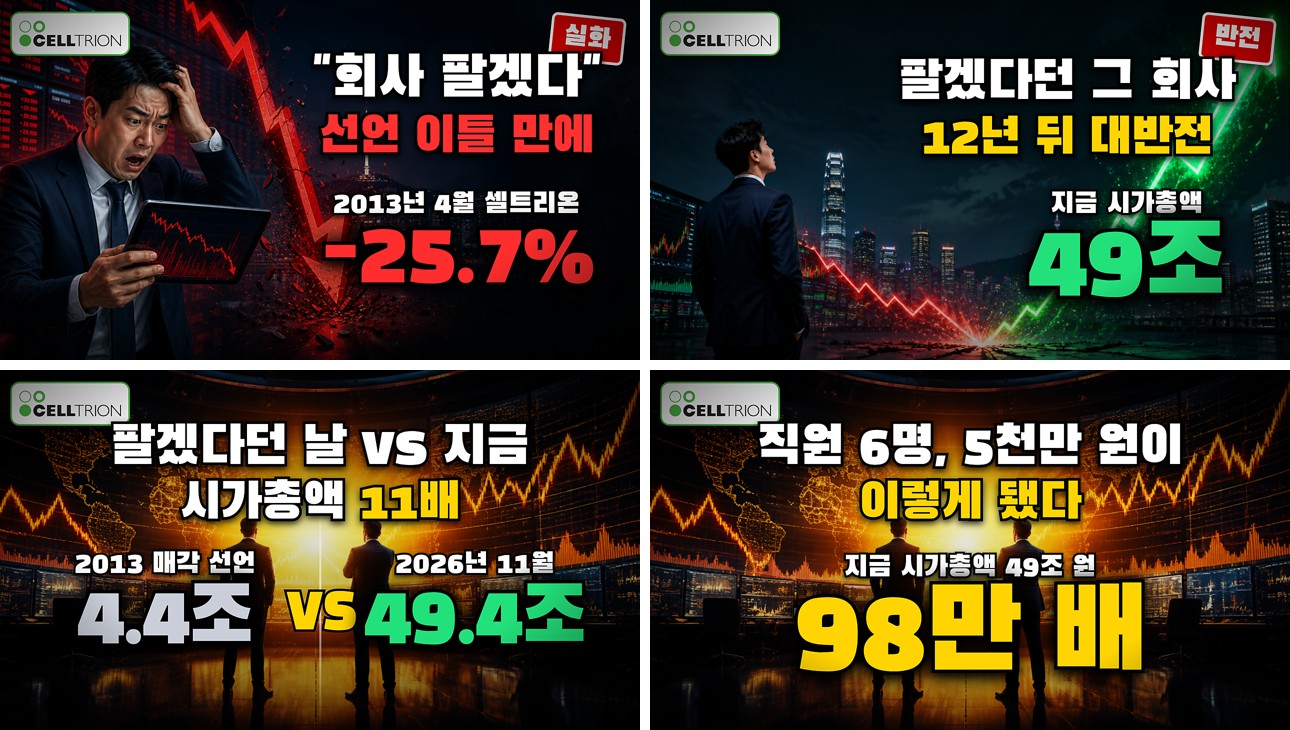 CELLTRION
실화
"회사 팔겠다"
선언 이틀 만에
2013년 4월 셀트리온
-25.7%
CELLTRION
반전
팔겠다던 그 회사
12년 뒤 대반전
지금 시가총액
49조
CELLTRION
팔겠다던 날 VS 지금
시가총액 11배
2013 매각 선언
2026년 11월
4.4조 VS 49.4조
CELLTRION
직원 6명, 5천만 원이
이렇게 됐다
지금 시가총액 49조 원
98만 배